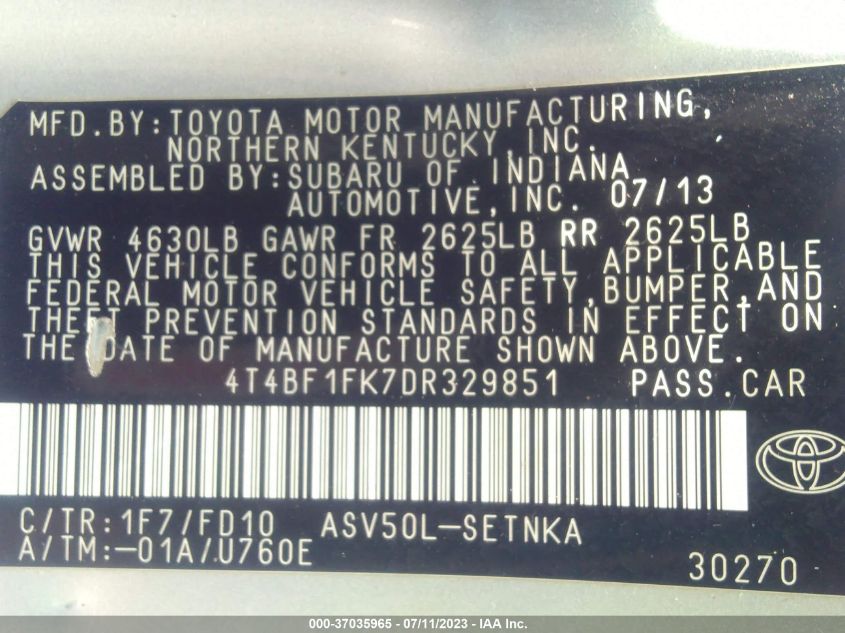 MFD.BY:TOYOTA MOTOR MANUFACTURING,
NORTHERN KENTUCKY,INC.
ASSEMBLED BY:SUBARU OF INDIANA
AUTOMOTIVE,INC. 07/13
GVWR 4630LB GAWR FR 2625LB RR 2625LB
THIS VEHICLE CONFORMS TO ALL APPLICABLE
FEDERAL MOTOR VEHICLE SAFETY,BUMPER,AND
THEFT PREVENTION STANDARDS IN EFFECT ON
THE DATE OF MANUFACTURE SHOWN ABOVE.
4T4BF1FK7DR329851 PASS.CAR
C/TR:1F7/FD10 ASV50L-SETNKA
A/TM:-01A/U760E
30270
000-37035965 - 07/11/2023 - IAA Inc.